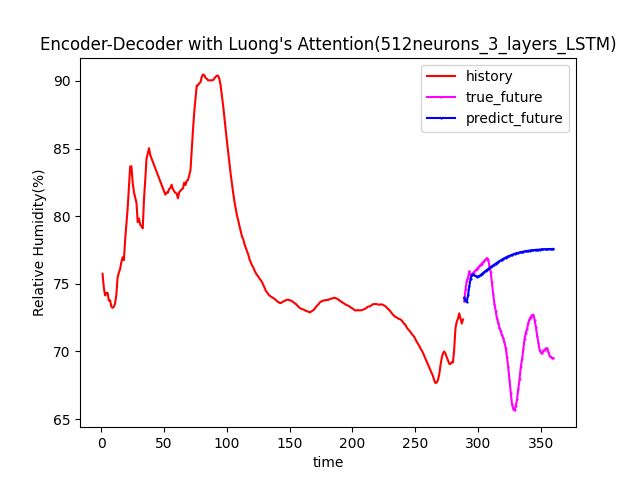 Encoder-Decoder with Luong's Attention(512neurons_3_layers_LSTM)
history
true_future
predict_future
Relative Humidity(%)
90
85
80
75
70
65
0 50 100 150 200 250 300 350
time